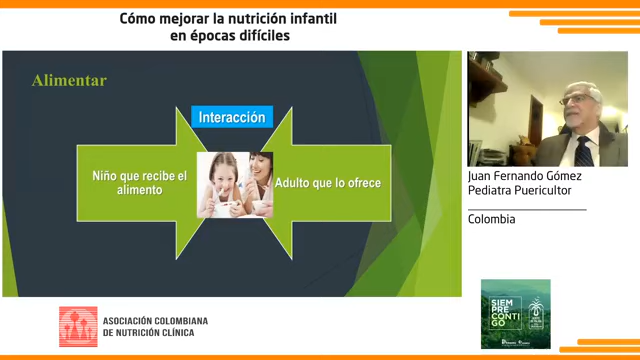 Cómo mejorar la nutrición infantil
en épocas difíciles
Alimentar
Interacción
Niño que recibe el
alimento
Adulto que lo ofrece
Juan Fernando Gómez
Pediatra Puericultor
Colombia
SIEM
PRE
CONTI
GO
ASOCIACIÓN COLOMBIANA
DE NUTRICIÓN CLÍNICA